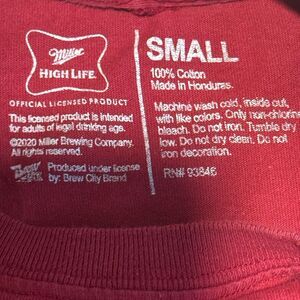 Miller
HIGH LIFE
OFFICIAL LICENSED PRODUCT
This licensed product is intended
for adults of legal drinking age.
©2020 Miller Brewing Company.
All rights reserved.
Produced under license
by: Brew City Brand
SMALL
100% Cotton
Made in Honduras.
Machine wash cold, inside out,
with like colors. Only non-chlorine
bleach. Do not iron. Tumble dry
low. Do not dry clean. Do not
iron decoration.
RN# 93846